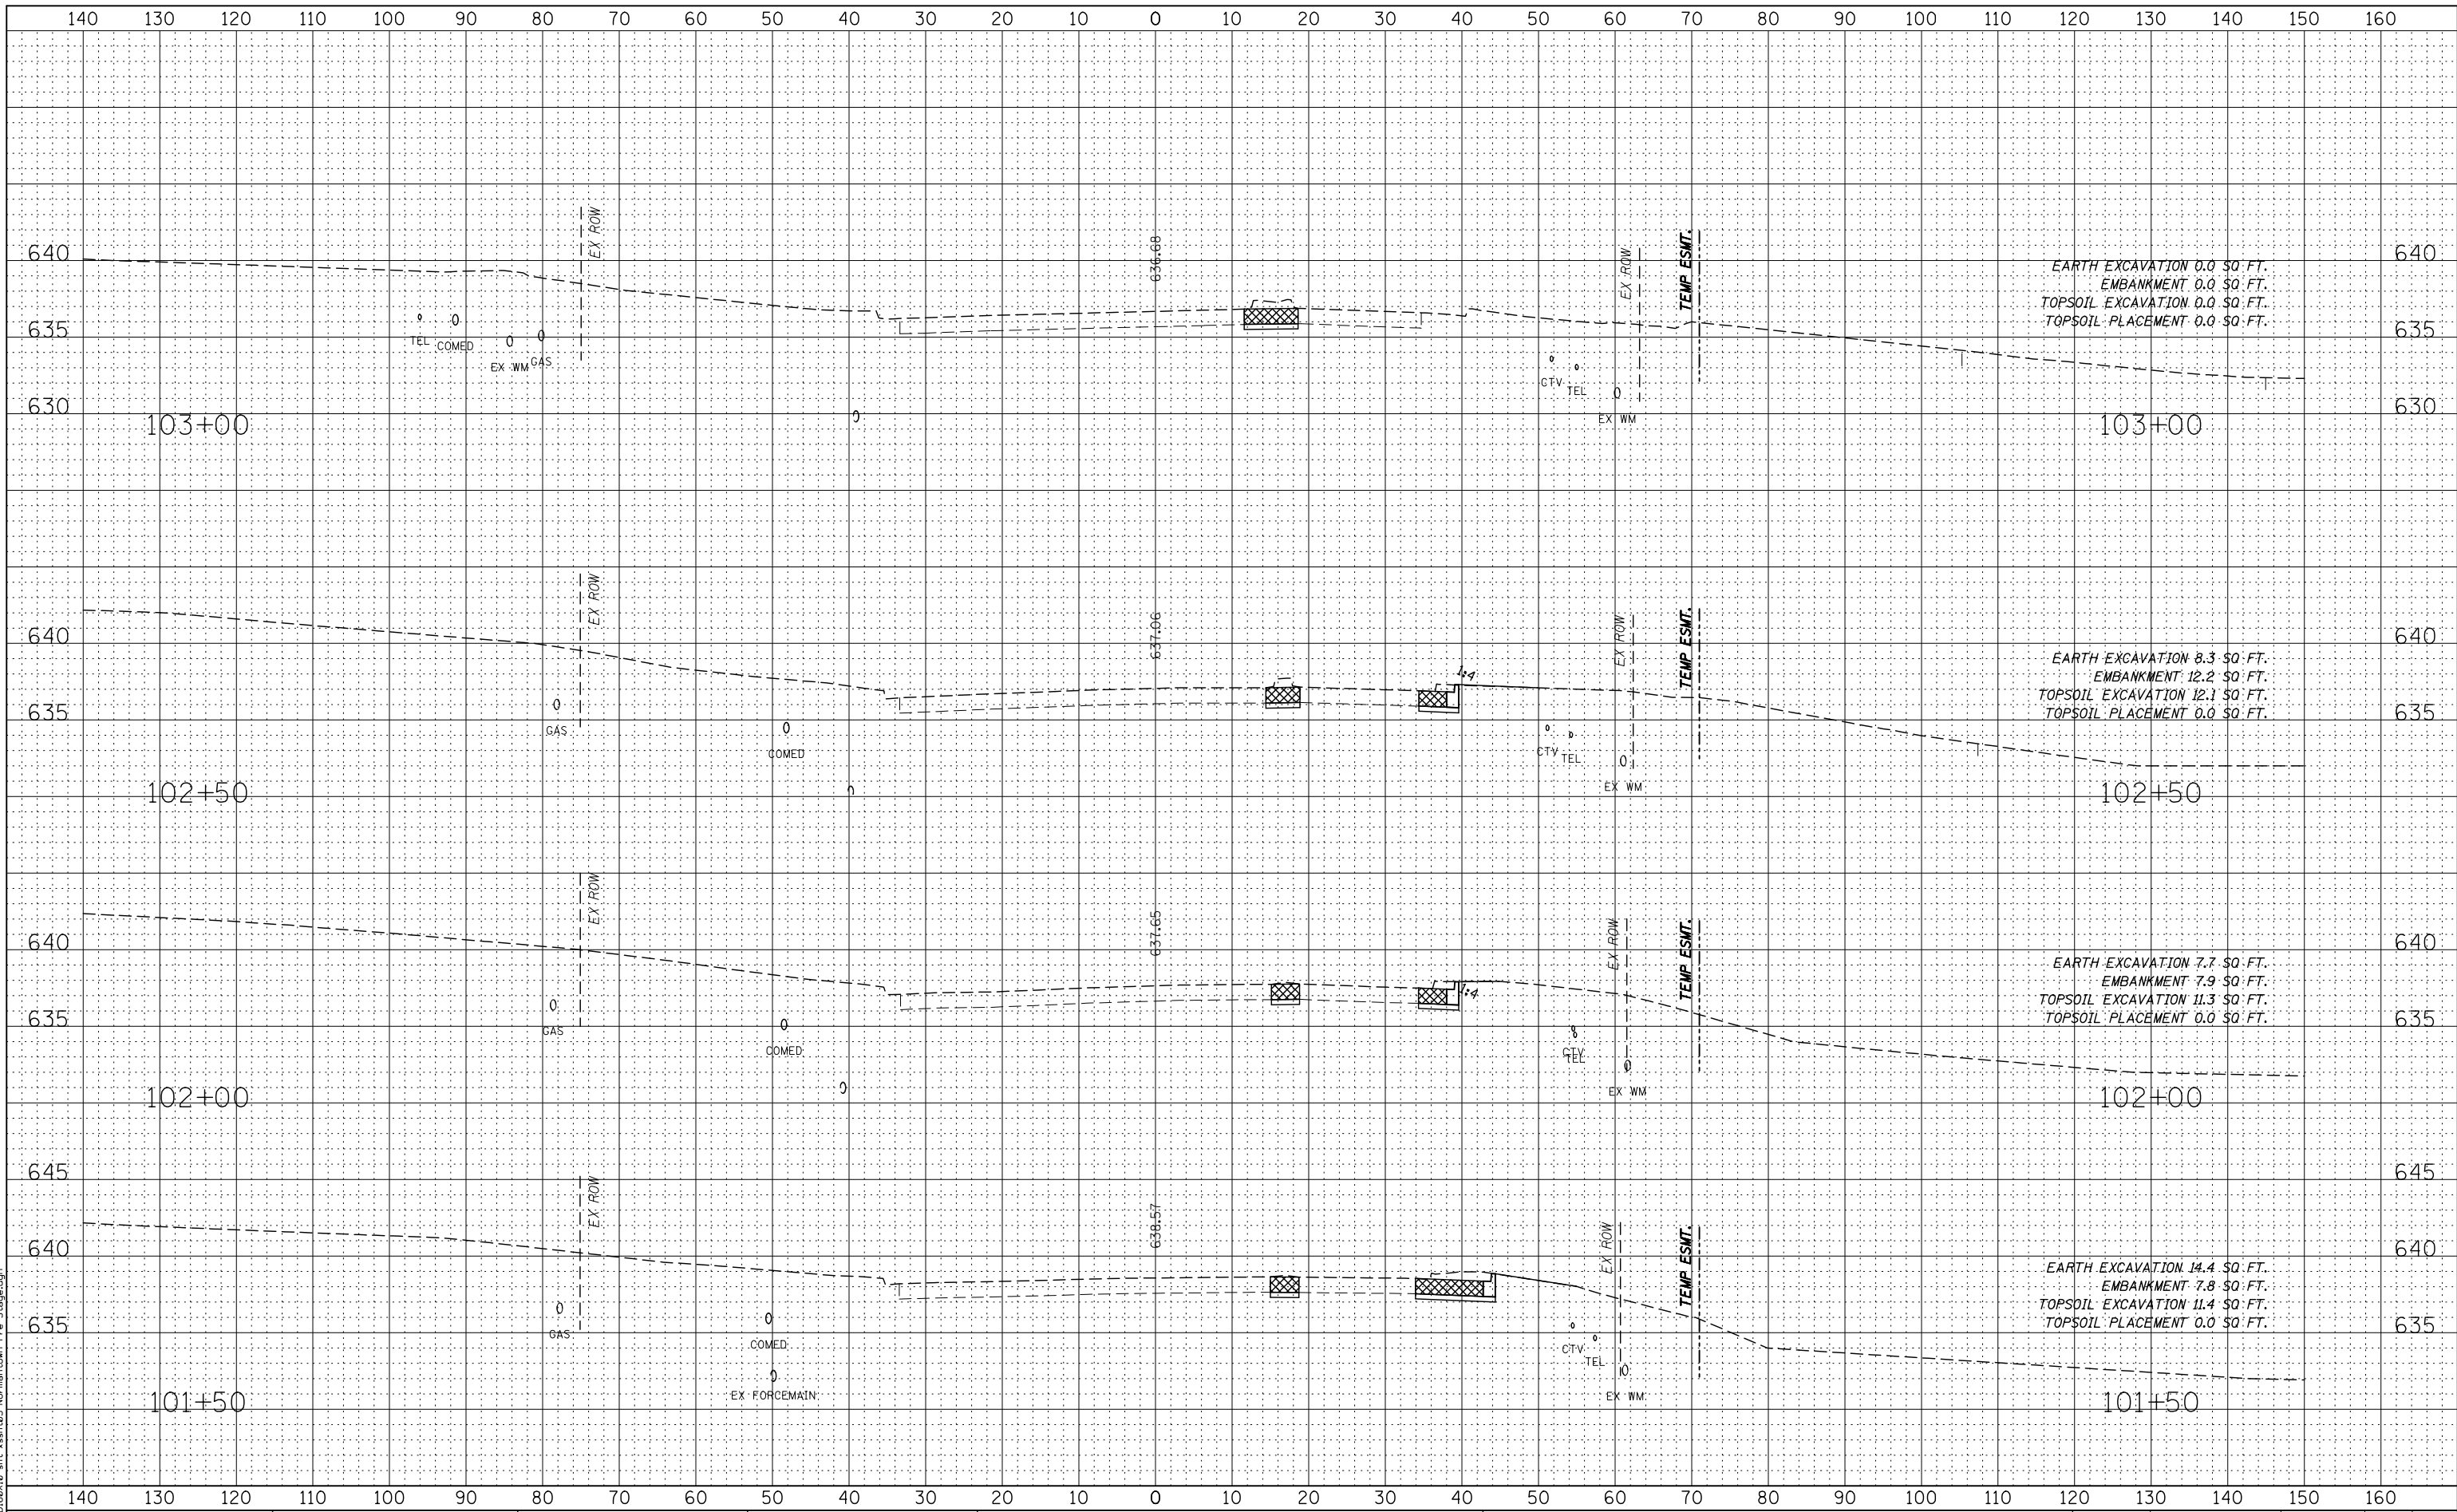 140 130 120 110 100 90 80 70 60 50 40 30 20 10 0 10 20 30 40 50 60 70 80 90 100 110 120 130 140 150 160
EX ROW
636.68
EX ROW
TEMP ESMT.
640 640
EARTH EXCAVATION 0.0 SQ FT.
EMBANKMENT 0.0 SQ FT.
TOPSOIL EXCAVATION 0.0 SQ FT.
TOPSOIL PLACEMENT 0.0 SQ FT.
635 635
TEL COMED
EX WM GAS
CTV TEL
EX WM
630 630
103+00 103+00
EX ROW
637.06
EX ROW
TEMP ESMT.
640 640
EARTH EXCAVATION 8.3 SQ FT.
EMBANKMENT 12.2 SQ FT.
TOPSOIL EXCAVATION 12.1 SQ FT.
TOPSOIL PLACEMENT 0.0 SQ FT.
1:4
635 635
GAS
COMED
CTV TEL
EX WM
102+50 102+50
EX ROW
637.65
EX ROW
TEMP ESMT.
640 640
EARTH EXCAVATION 7.7 SQ FT.
EMBANKMENT 7.9 SQ FT.
TOPSOIL EXCAVATION 11.3 SQ FT.
TOPSOIL PLACEMENT 0.0 SQ FT.
1:4
635 635
GAS
COMED
CTV
TEL
EX WM
102+00 102+00
645 645
EX ROW
638.57
EX ROW
TEMP ESMT.
640 640
EARTH EXCAVATION 14.4 SQ FT.
EMBANKMENT 7.8 SQ FT.
TOPSOIL EXCAVATION 11.4 SQ FT.
TOPSOIL PLACEMENT 0.0 SQ FT.
635 635
GAS
COMED
CTV
TEL
EX FORCEMAIN
EX WM
101+50 101+50
140 130 120 110 100 90 80 70 60 50 40 30 20 10 0 10 20 30 40 50 60 70 80 90 100 110 120 130 140 150 160